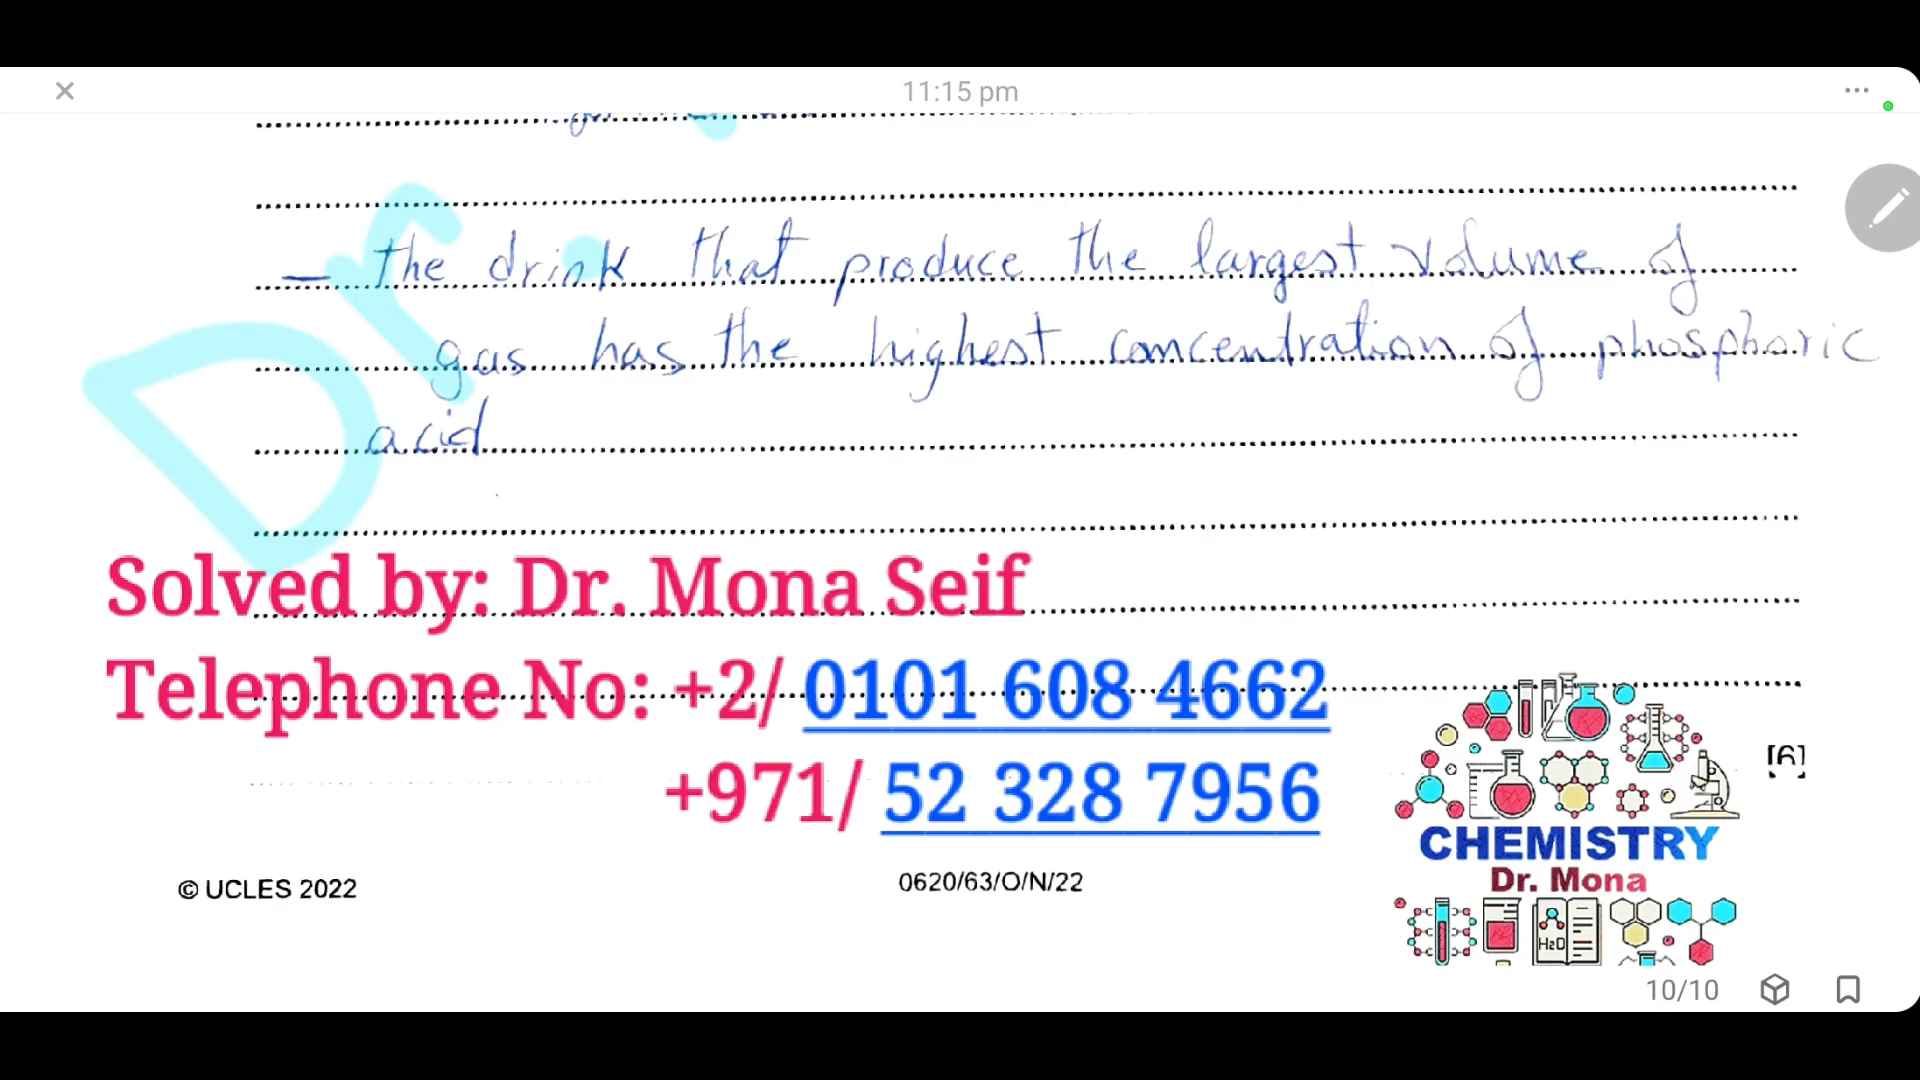 11:15 pm
Dr.
– The drink that produce the largest volume of
gas has the highest concentration of phosphoric
acid
Solved by: Dr. Mona Seif
Telephone No: +2/ 0101 608 4662
+971/ 52 328 7956
[6]
© UCLES 2022
0620/63/O/N/22
CHEMISTRY
Dr. Mona
H₂O
10/10